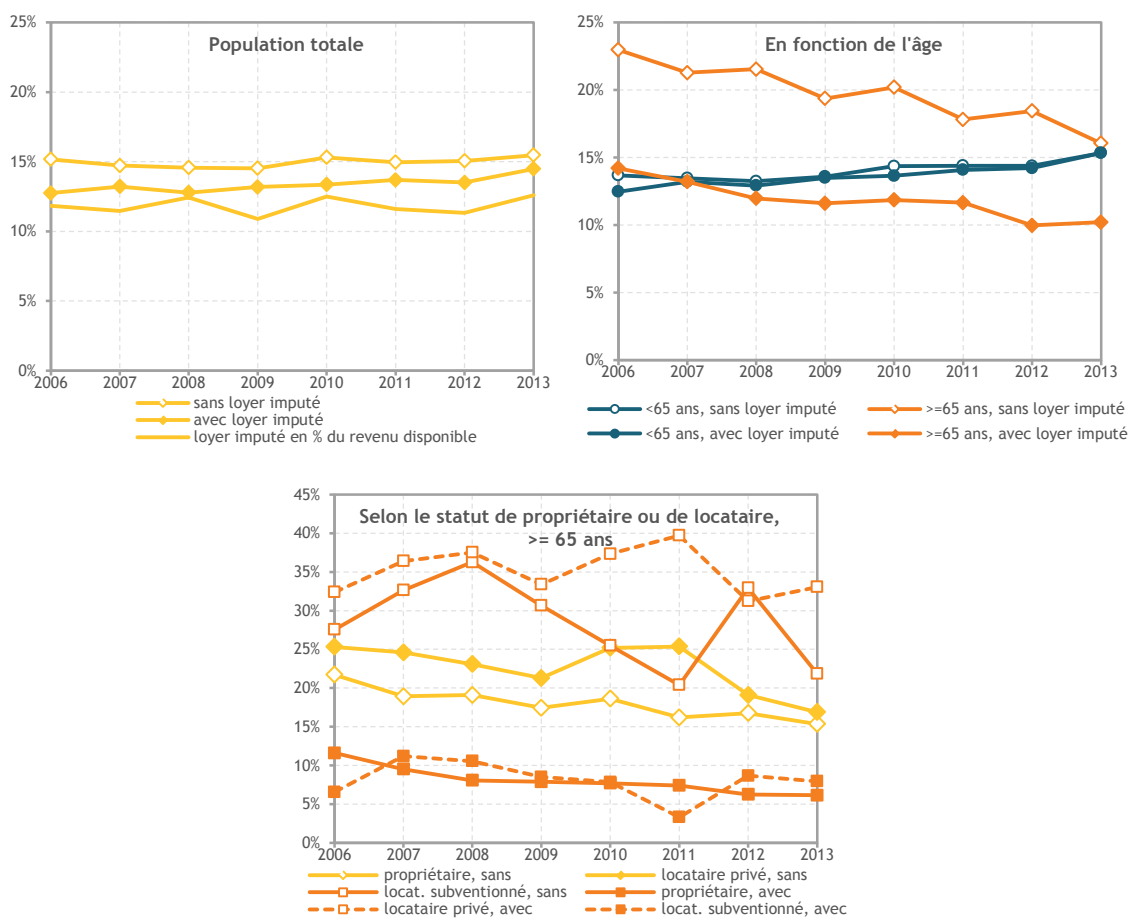 Population totale
25%
20%
15%
10%
5%
0%
2006 2007 2008 2009 2010 2011 2012 2013
sans loyer imputé
avec loyer imputé
loyer imputé en % du revenu disponible
En fonction de l'âge
25%
20%
15%
10%
5%
0%
2006 2007 2008 2009 2010 2011 2012 2013
<65 ans, sans loyer imputé >=65 ans, sans loyer imputé
<65 ans, avec loyer imputé >=65 ans, avec loyer imputé
Selon le statut de propriétaire ou de locataire,
>= 65 ans
45%
40%
35%
30%
25%
20%
15%
10%
5%
0%
2006 2007 2008 2009 2010 2011 2012 2013
propriétaire, sans locataire privé, sans
locat. subventionné, sans propriétaire, avec
locataire privé, avec locat. subventionné, avec